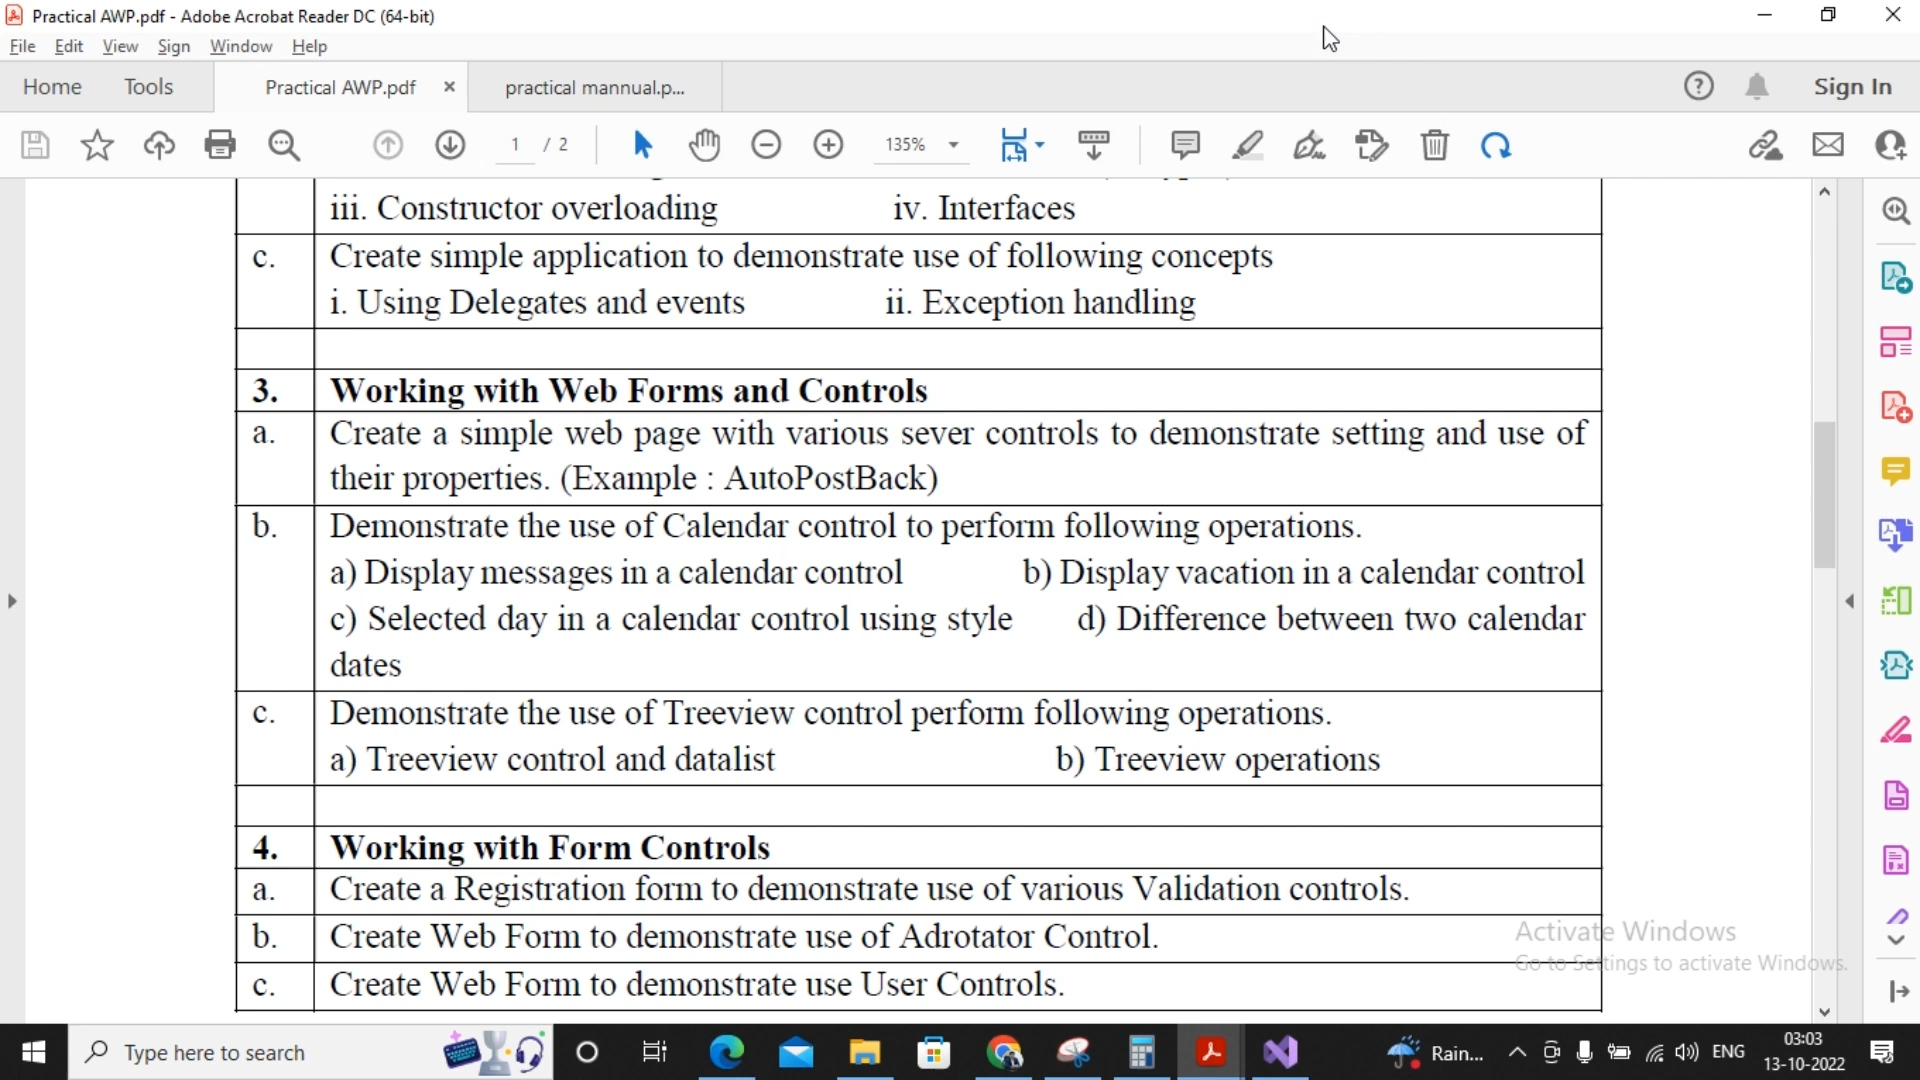 Practical AWP.pdf - Adobe Acrobat Reader DC (64-bit)
File Edit View Sign Window Help
Home Tools Practical AWP.pdf × practical mannual.p... Sign In
1 / 2 135%
iii. Constructor overloading iv. Interfaces
c. Create simple application to demonstrate use of following concepts
i. Using Delegates and events ii. Exception handling
3. Working with Web Forms and Controls
a. Create a simple web page with various sever controls to demonstrate setting and use of
their properties. (Example : AutoPostBack)
b. Demonstrate the use of Calendar control to perform following operations.
a) Display messages in a calendar control b) Display vacation in a calendar control
c) Selected day in a calendar control using style d) Difference between two calendar
dates
c. Demonstrate the use of Treeview control perform following operations.
a) Treeview control and datalist b) Treeview operations
4. Working with Form Controls
a. Create a Registration form to demonstrate use of various Validation controls.
b. Create Web Form to demonstrate use of Adrotator Control.
c. Create Web Form to demonstrate use User Controls.
Activate Windows
Go to Settings to activate Windows.
Type here to search Rain... ENG 03:03
13-10-2022